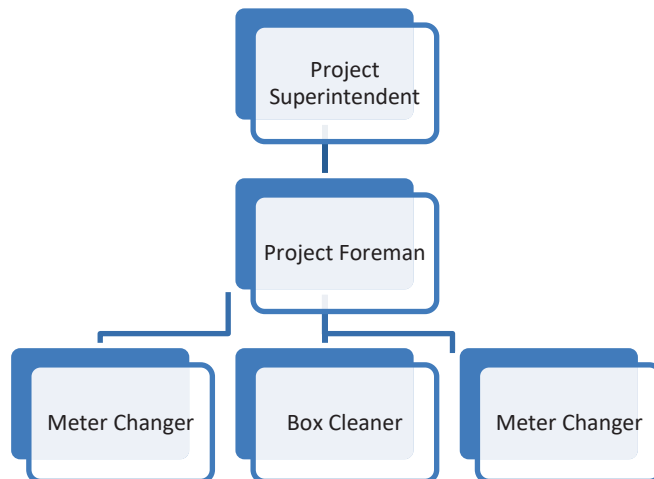 Project
Superintendent
Project Foreman
Meter Changer
Box Cleaner
Meter Changer